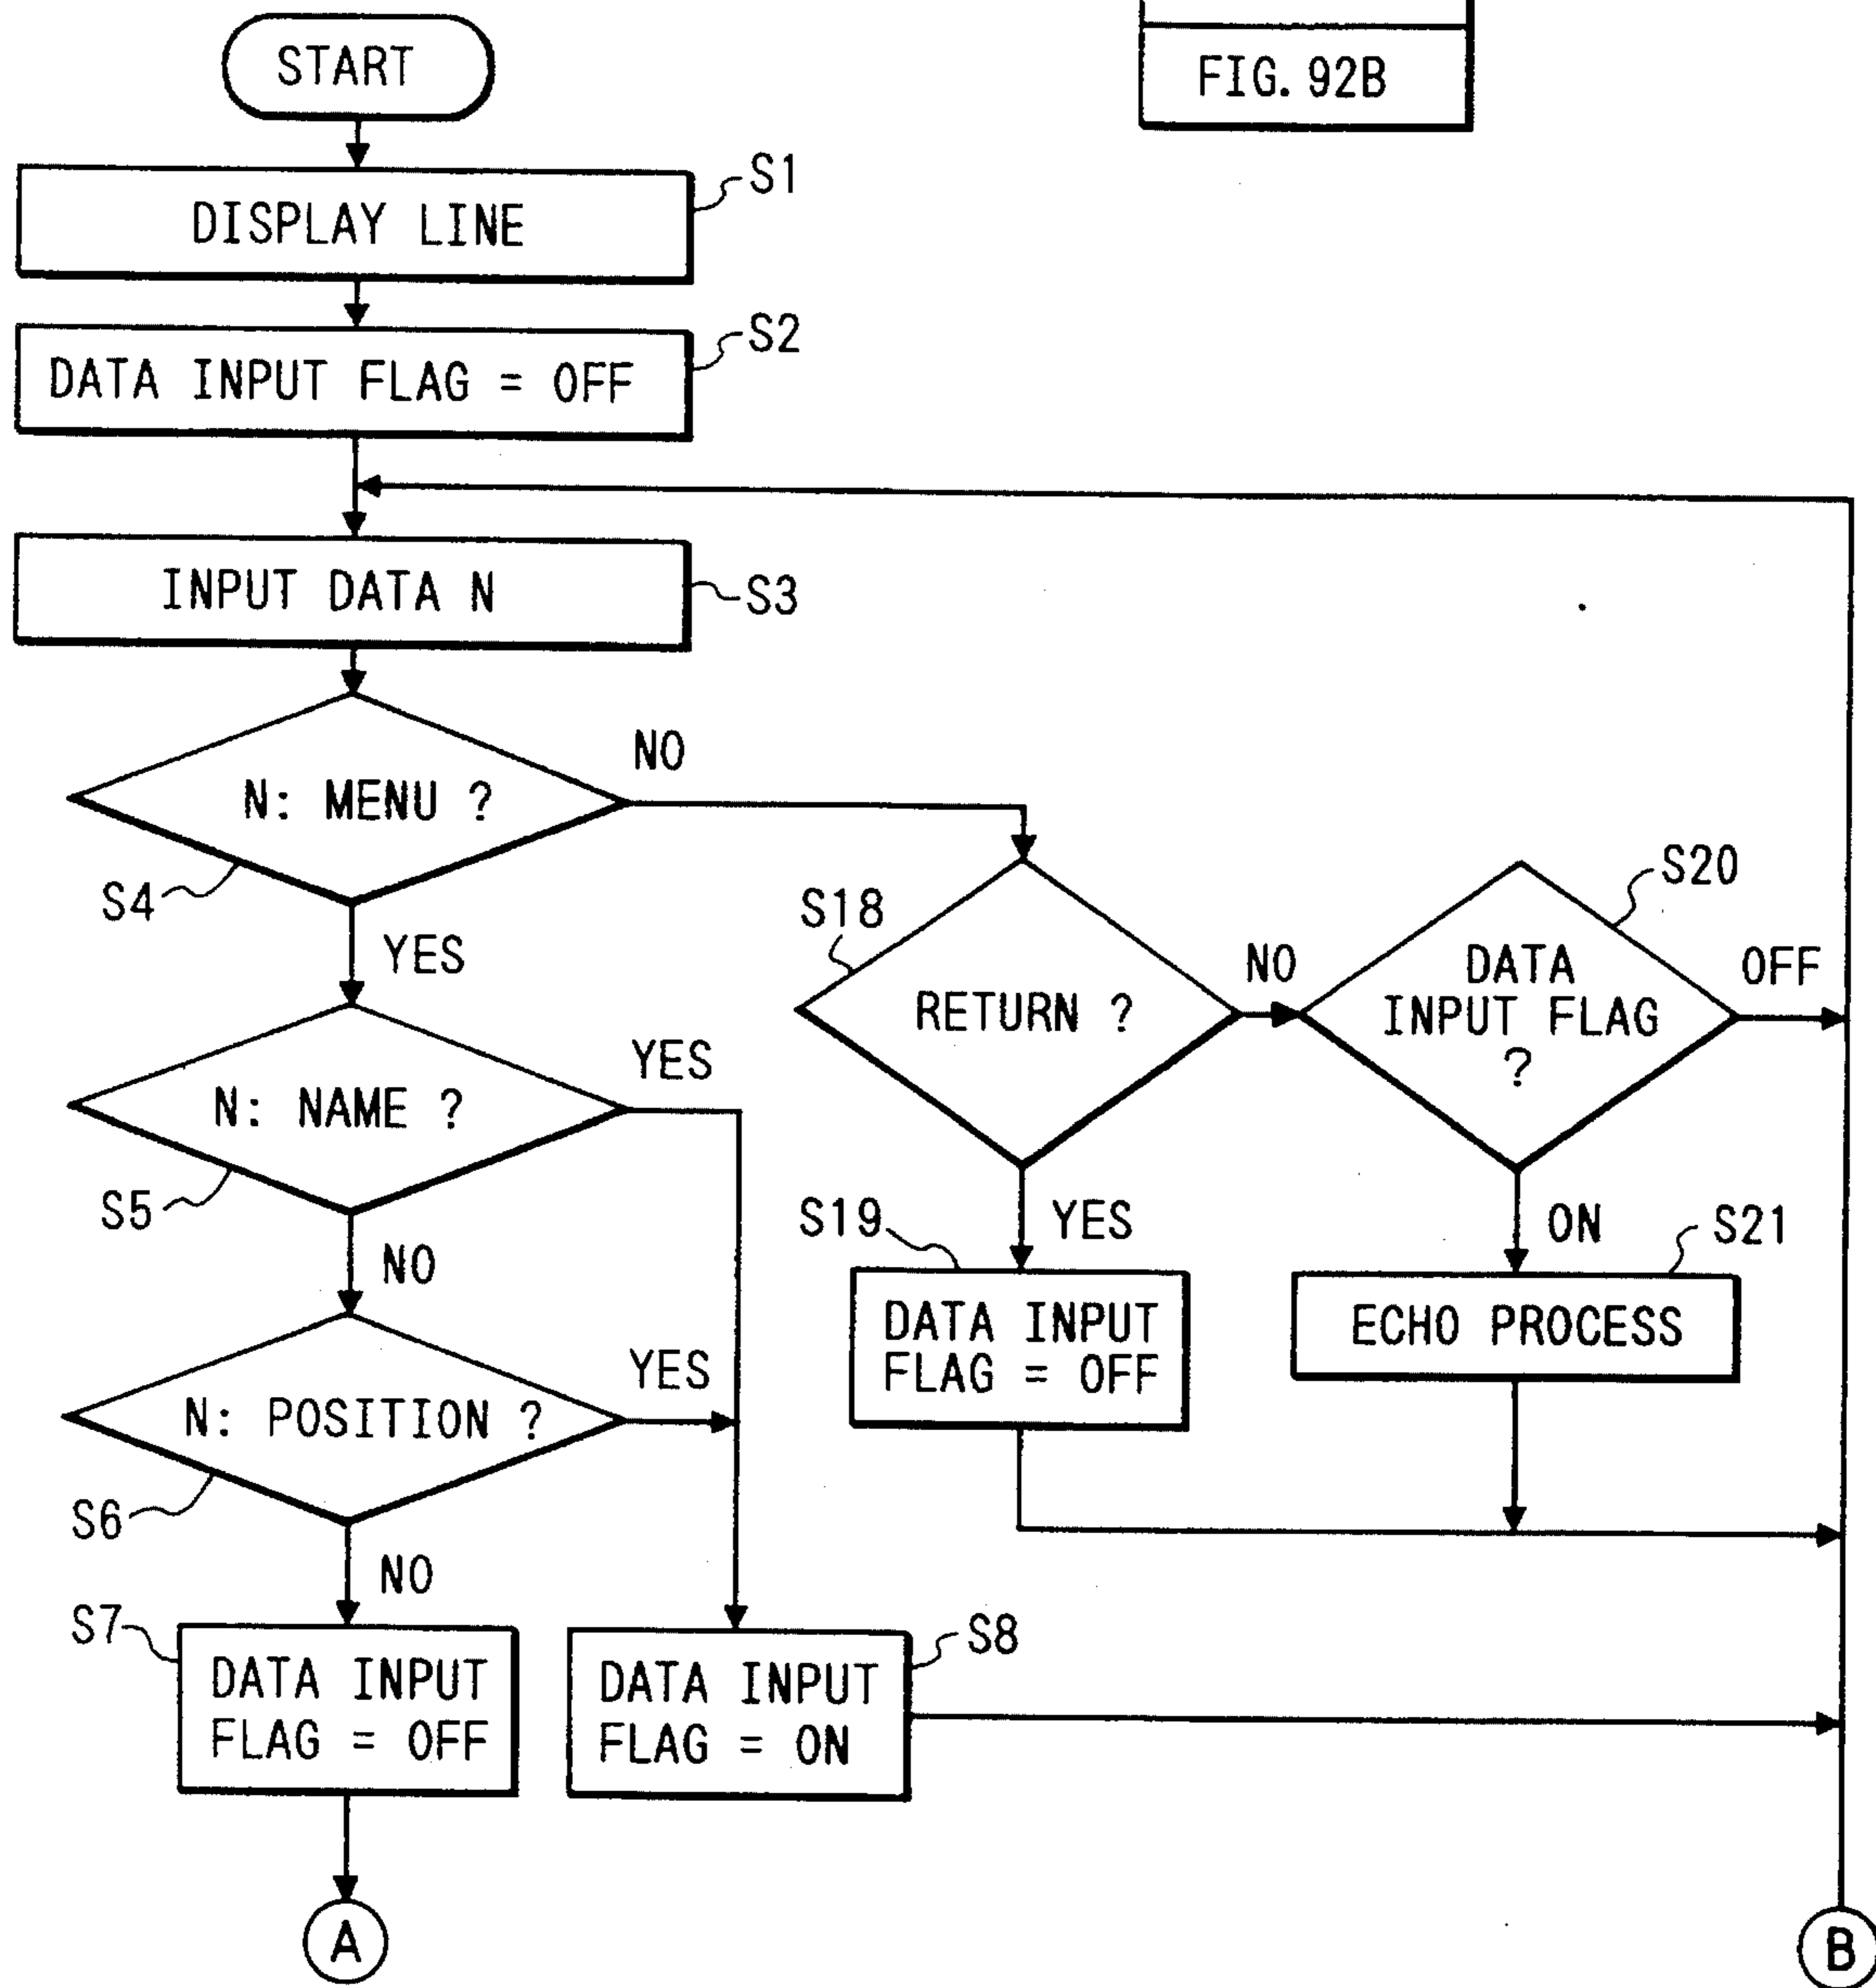 FIG. 92B
START
DISPLAY LINE
S1
DATA INPUT FLAG = OFF
S2
INPUT DATA N
S3
N: MENU ?
NO
S4
YES
S18
RETURN ?
NO
S20
DATA
INPUT FLAG
?
OFF
N: NAME ?
YES
S5
NO
S19
YES
DATA INPUT
FLAG = OFF
ON
S21
ECHO PROCESS
N: POSITION ?
YES
S6
NO
S7
DATA INPUT
FLAG = OFF
S8
DATA INPUT
FLAG = ON
A
B